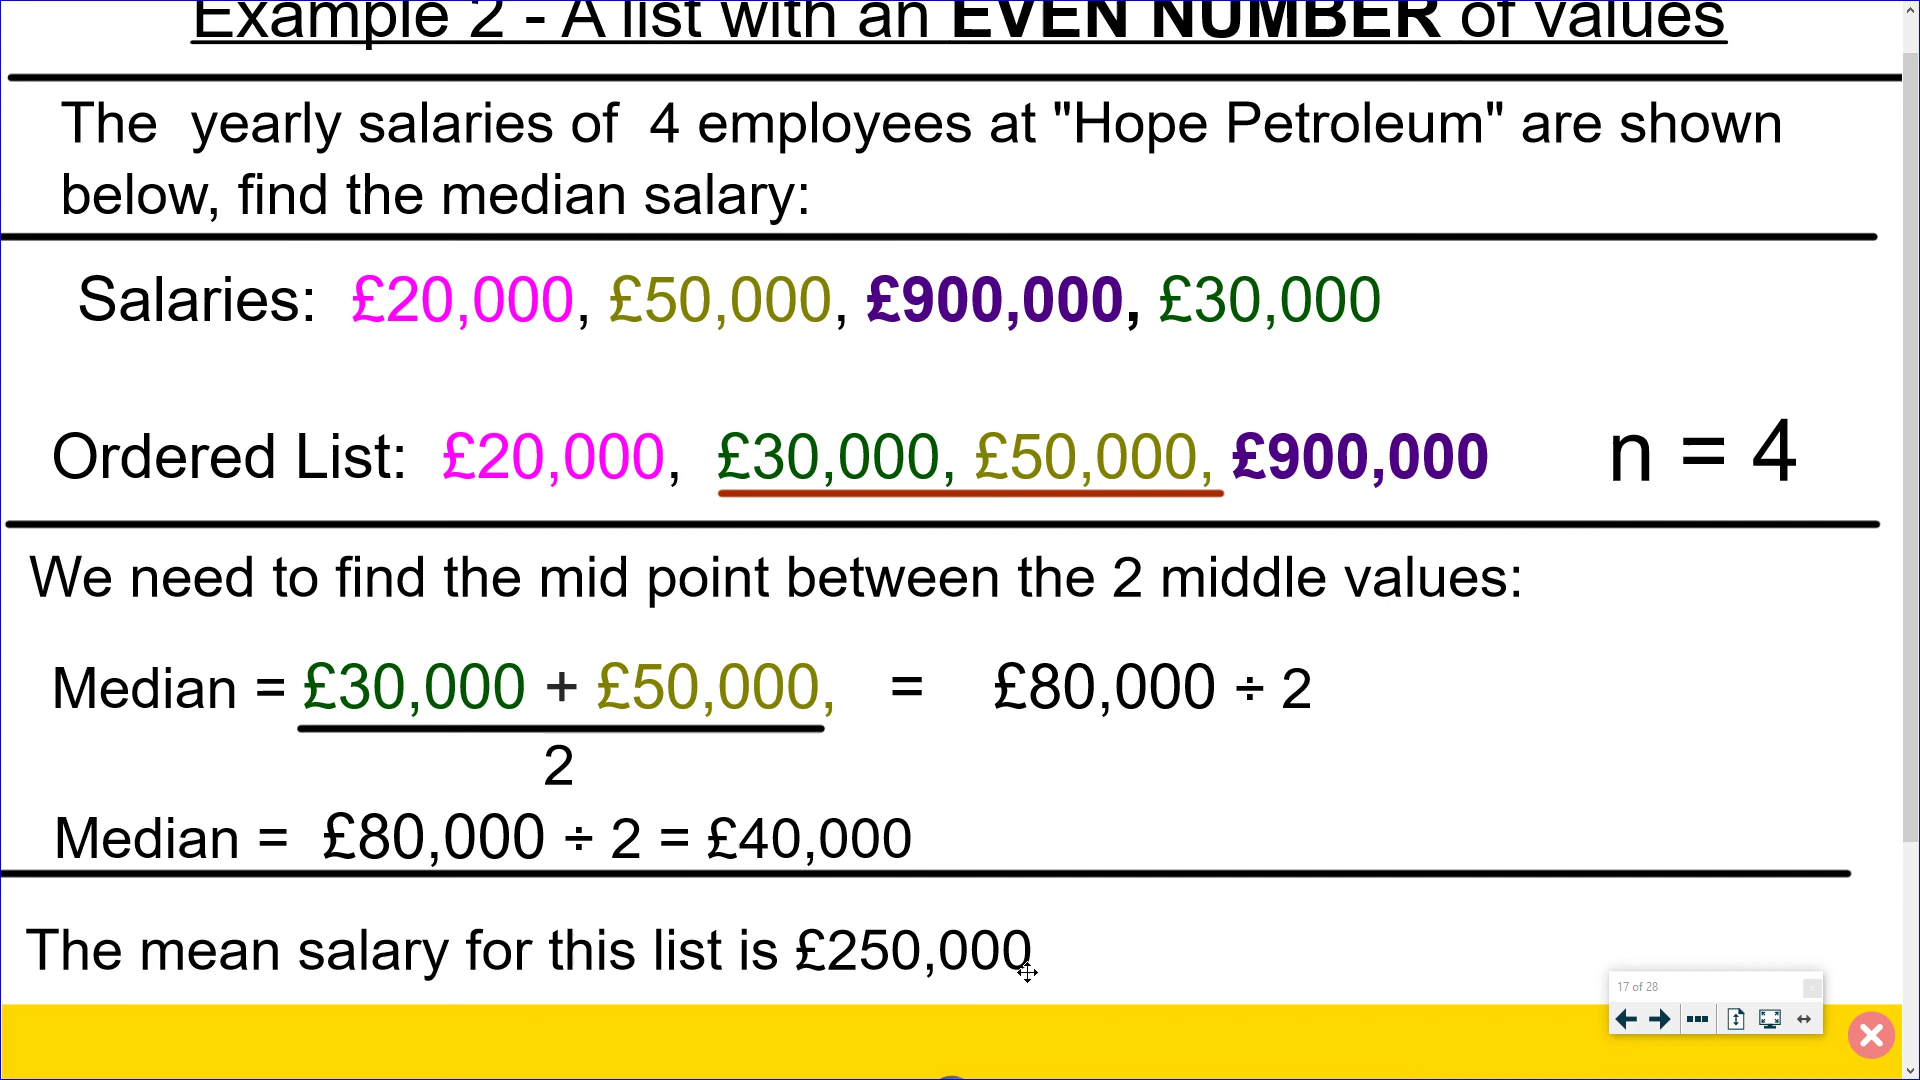 Example 2 - A list with an EVEN NUMBER of values
The yearly salaries of 4 employees at "Hope Petroleum" are shown
below, find the median salary:
Salaries: £20,000, £50,000, £900,000, £30,000
Ordered List: £20,000, £30,000, £50,000, £900,000 n = 4
We need to find the mid point between the 2 middle values:
Median = £30,000 + £50,000, = £80,000 ÷ 2
2
Median = £80,000 ÷ 2 = £40,000
The mean salary for this list is £250,000
17 of 28